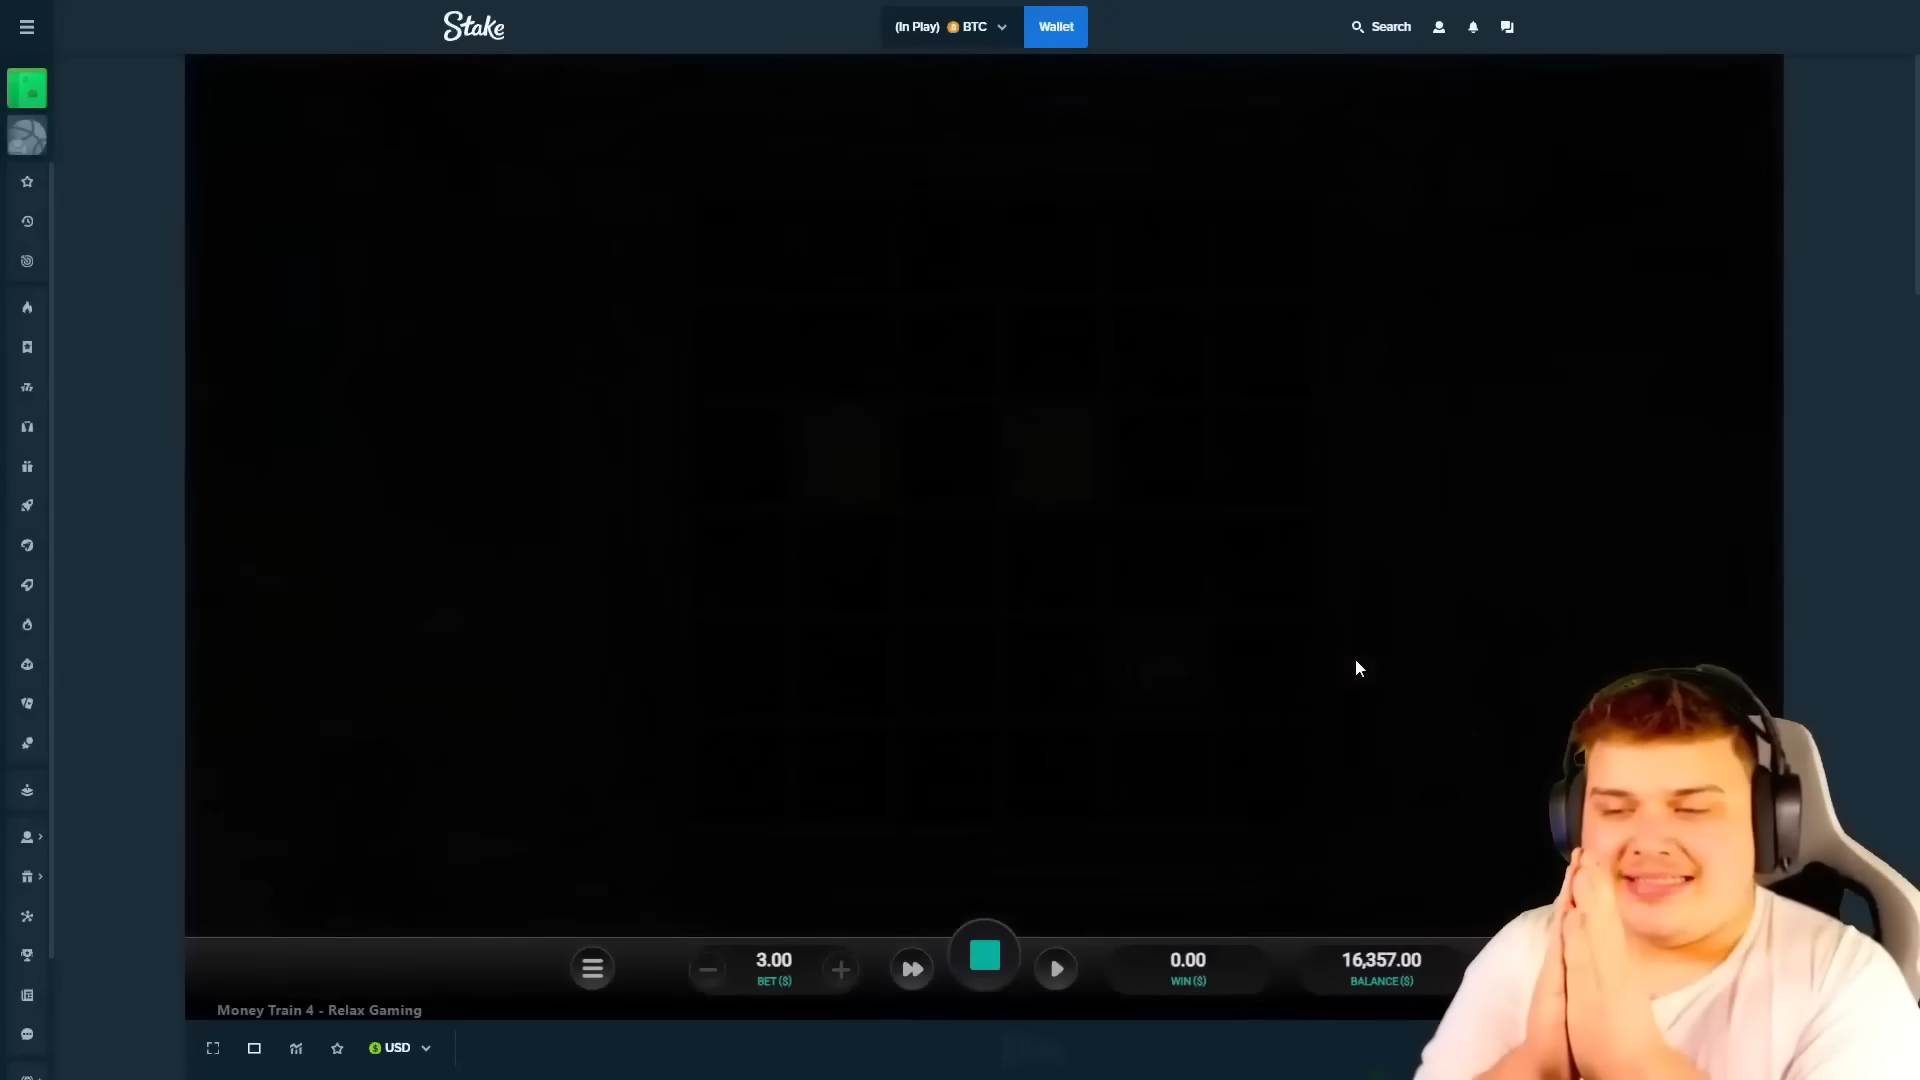 Stake
(In Play) BTC
Wallet
Search
3.00
BET ($)
0.00
WIN ($)
16,357.00
BALANCE ($)
Money Train 4 - Relax Gaming
USD